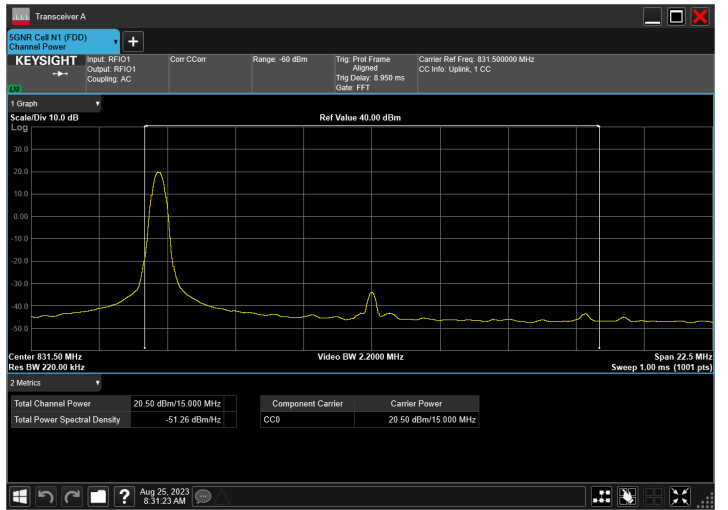 Transceiver A
5GNR Cell N1 (FDD)
Channel Power
+
KEYSIGHT
LXI
Input: RFIO1
Output: RFIO1
Coupling: AC
Corr CCorr
Range: -60 dBm
Trig: Prot Frame
Aligned
Trig Delay: 8.950 ms
Gate: FFT
Carrier Ref Freq: 831.500000 MHz
CC Info: Uplink, 1 CC
1 Graph
Scale/Div 10.0 dB
Ref Value 40.00 dBm
Log
30.0
20.0
10.0
0.00
-10.0
-20.0
-30.0
-40.0
-50.0
Center 831.50 MHz
Video BW 2.2000 MHz
Span 22.5 MHz
Res BW 220.00 kHz
Sweep 1.00 ms (1001 pts)
2 Metrics
Total Channel Power 20.50 dBm/15.000 MHz
Total Power Spectral Density -51.26 dBm/Hz
Component Carrier Carrier Power
CC0 20.50 dBm/15.000 MHz
?
Aug 25, 2023
8:31:23 AM